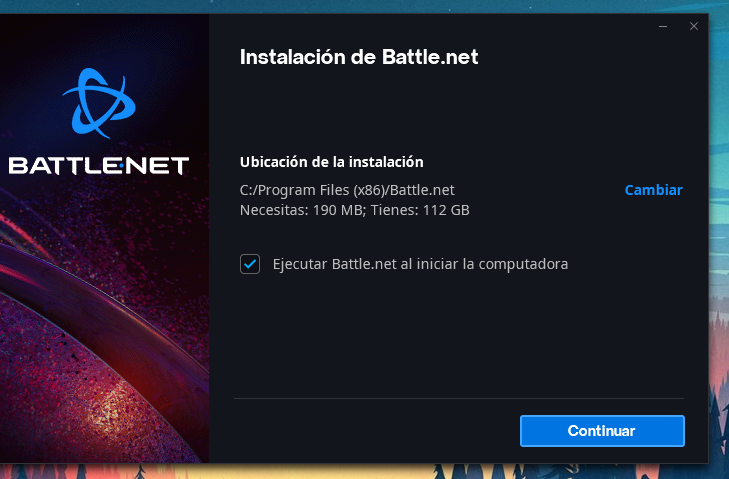 Instalación de Battle.net
BATTLE.NET
Ubicación de la instalación
C:/Program Files (x86)/Battle.net
Cambiar
Necesitas: 190 MB; Tienes: 112 GB
Ejecutar Battle.net al iniciar la computadora
Continuar